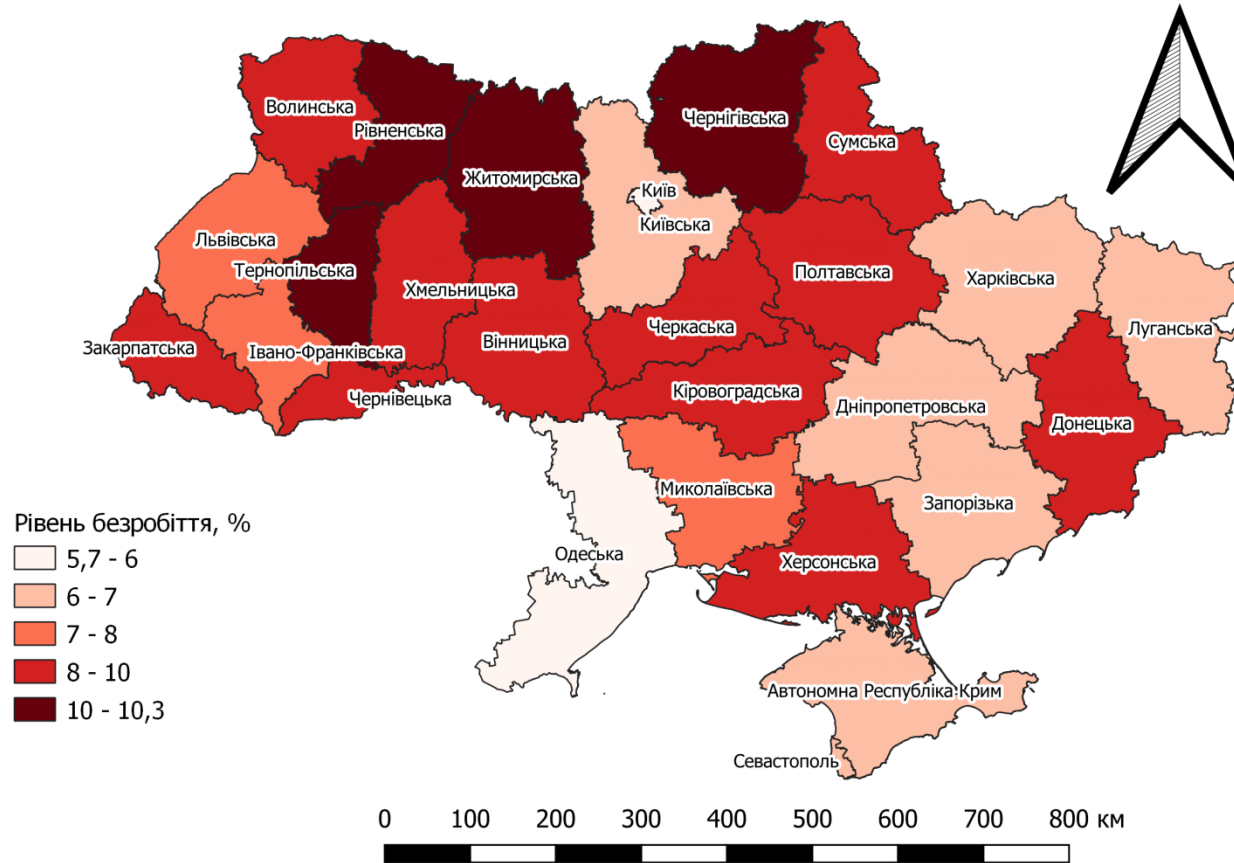 Волинська
Рівненська
Житомирська
Чернігівська
Сумська
Київ
Київська
Львівська
Тернопільська
Хмельницька
Полтавська
Харківська
Луганська
Закарпатська
Івано-Франківська
Вінницька
Черкаська
Чернівецька
Кіровоградська
Дніпропетровська
Донецька
Миколаївська
Запорізька
Одеська
Херсонська
Автономна Республіка Крим
Севастополь
Рівень безробіття, %
5,7 - 6
6 - 7
7 - 8
8 - 10
10 - 10,3
0 100 200 300 400 500 600 700 800 км